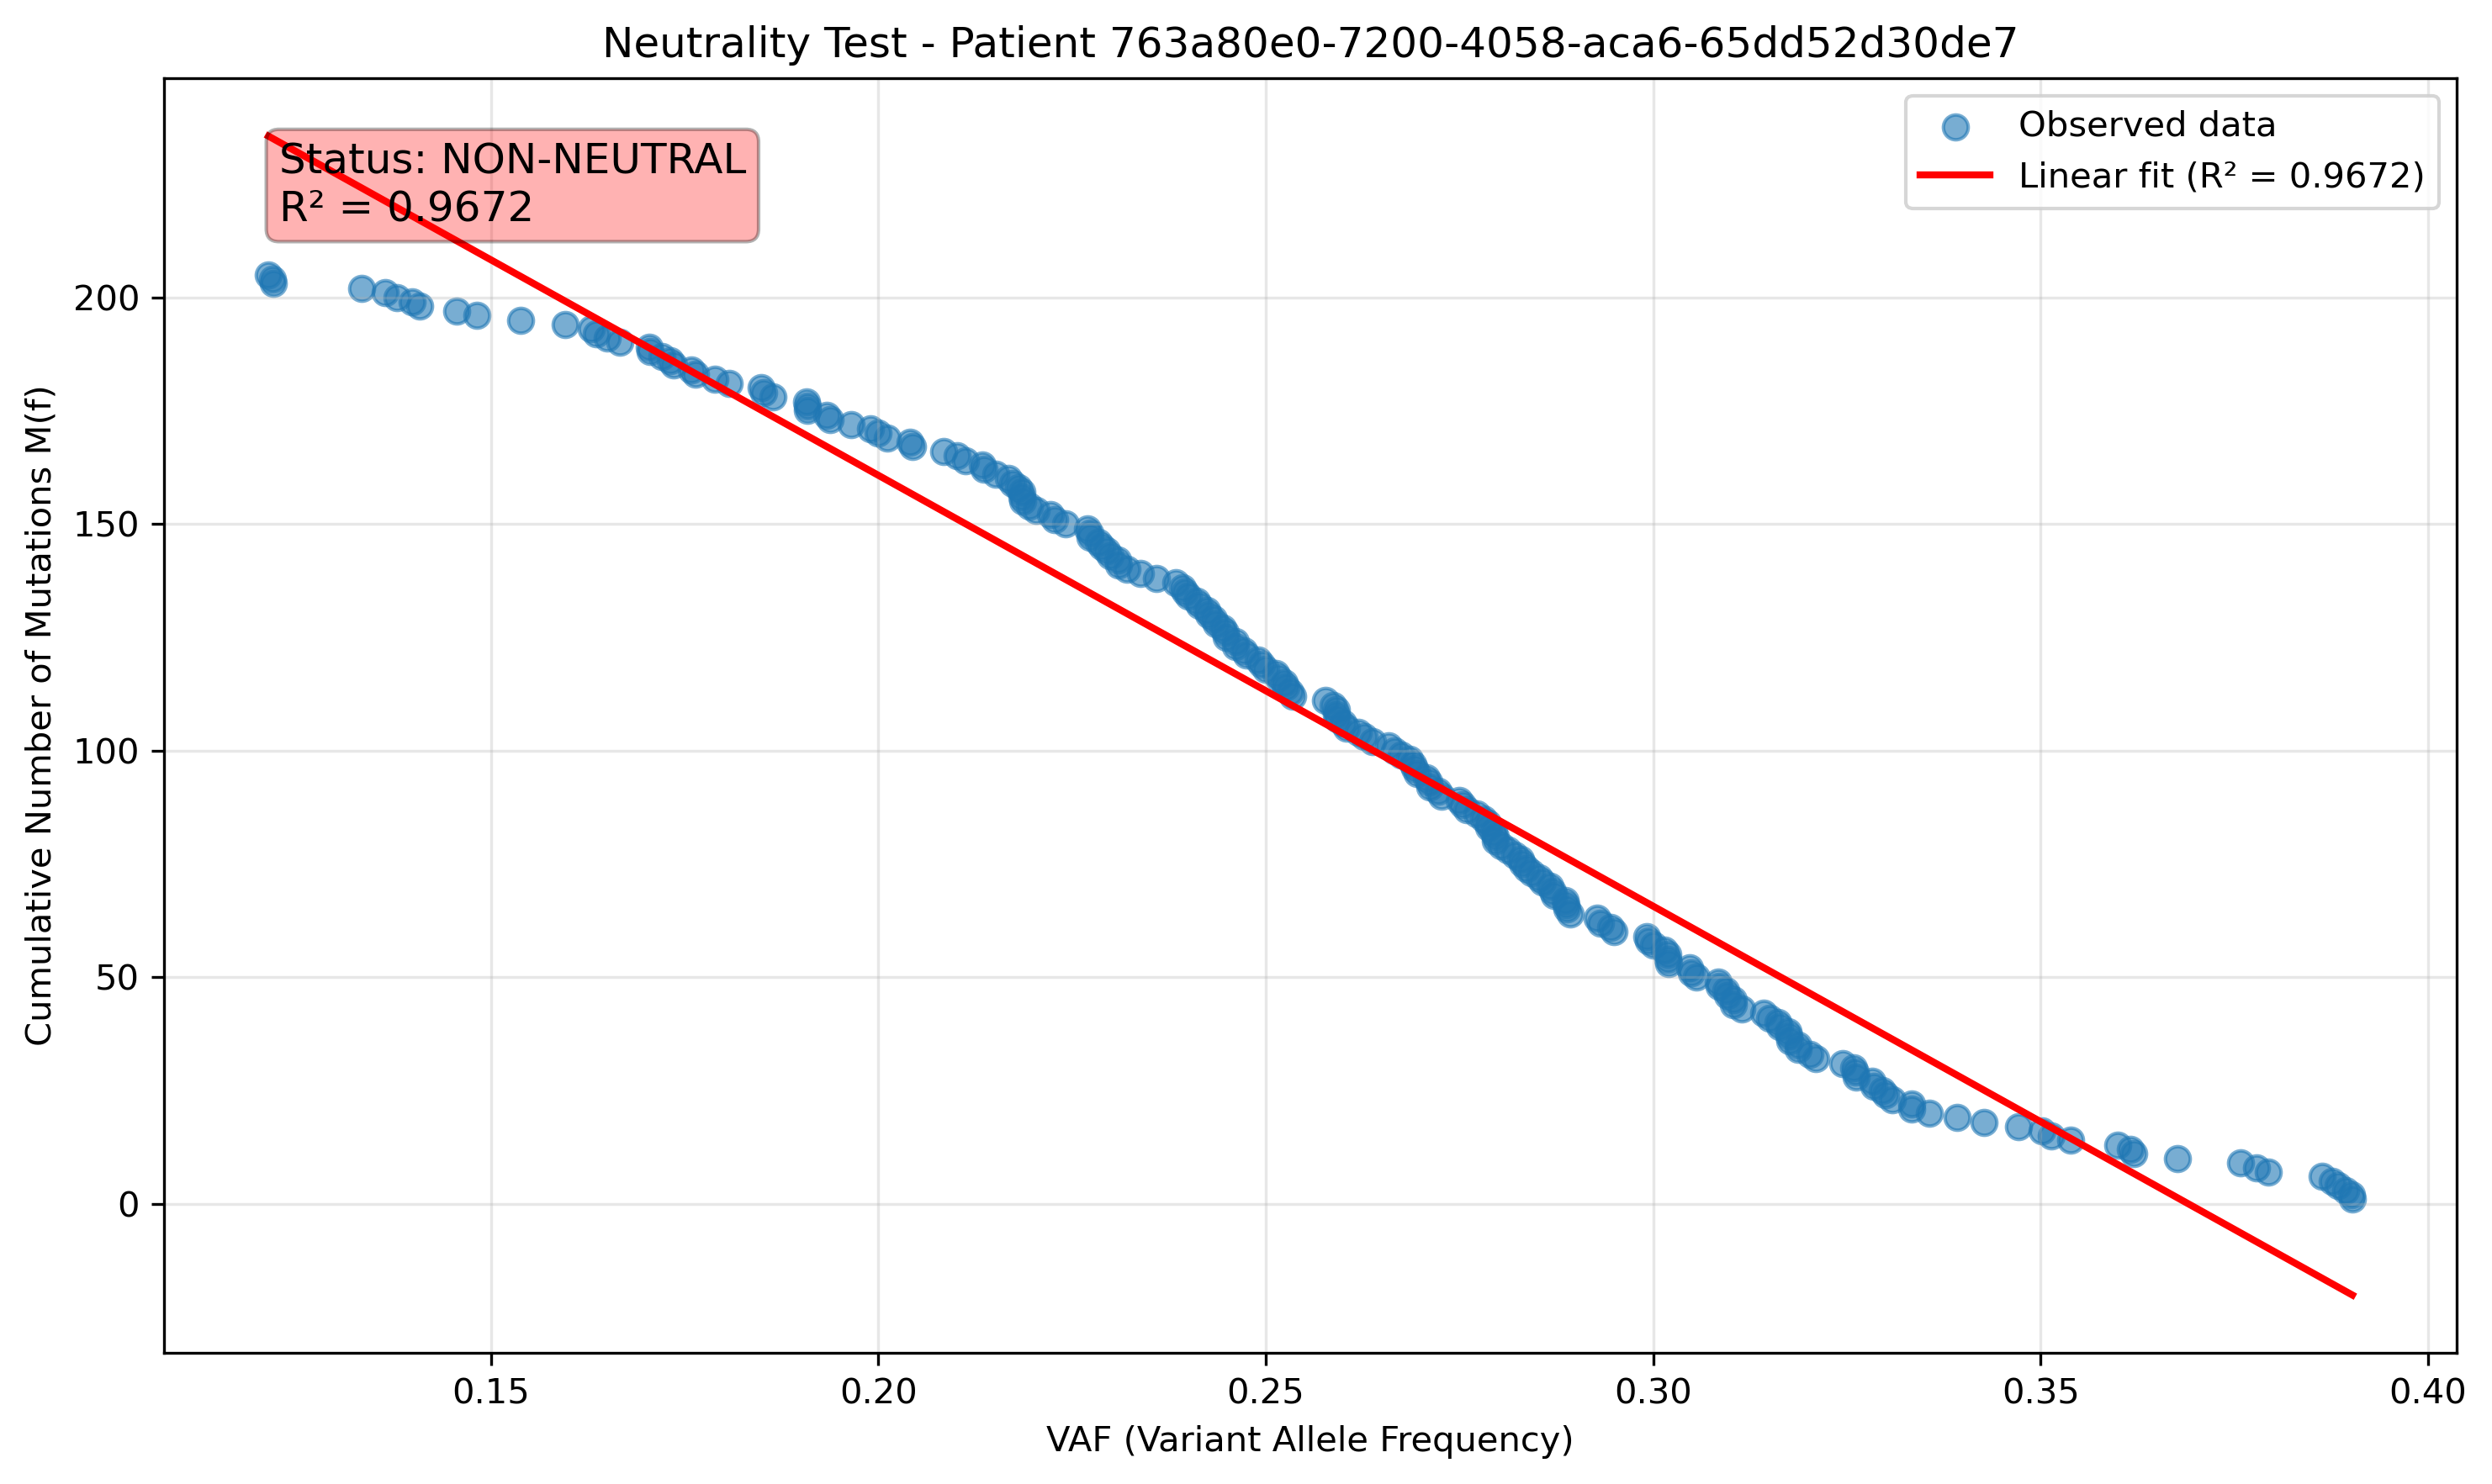 Neutrality Test - Patient 763a80e0-7200-4058-aca6-65dd52d30de7
Status: NON-NEUTRAL
R² = 0.9672
Observed data
Linear fit (R² = 0.9672)
Cumulative Number of Mutations M(f)
200
150
100
50
0
0.15
0.20
0.25
0.30
0.35
0.40
VAF (Variant Allele Frequency)